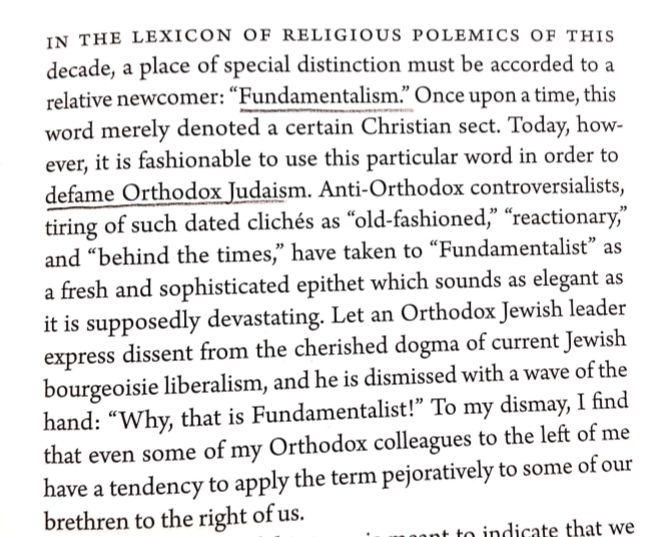 IN THE LEXICON OF RELIGIOUS POLEMICS OF THIS
decade, a place of special distinction must be accorded to a
relative newcomer: “Fundamentalism.” Once upon a time, this
word merely denoted a certain Christian sect. Today, how-
ever, it is fashionable to use this particular word in order to
defame Orthodox Judaism. Anti-Orthodox controversialists,
tiring of such dated clichés as “old-fashioned,” “reactionary,”
and “behind the times,” have taken to “Fundamentalist” as
a fresh and sophisticated epithet which sounds as elegant as
it is supposedly devastating. Let an Orthodox Jewish leader
express dissent from the cherished dogma of current Jewish
bourgeoisie liberalism, and he is dismissed with a wave of the
hand: “Why, that is Fundamentalist!” To my dismay, I find
that even some of my Orthodox colleagues to the left of me
have a tendency to apply the term pejoratively to some of our
brethren to the right of us.
is meant to indicate that we